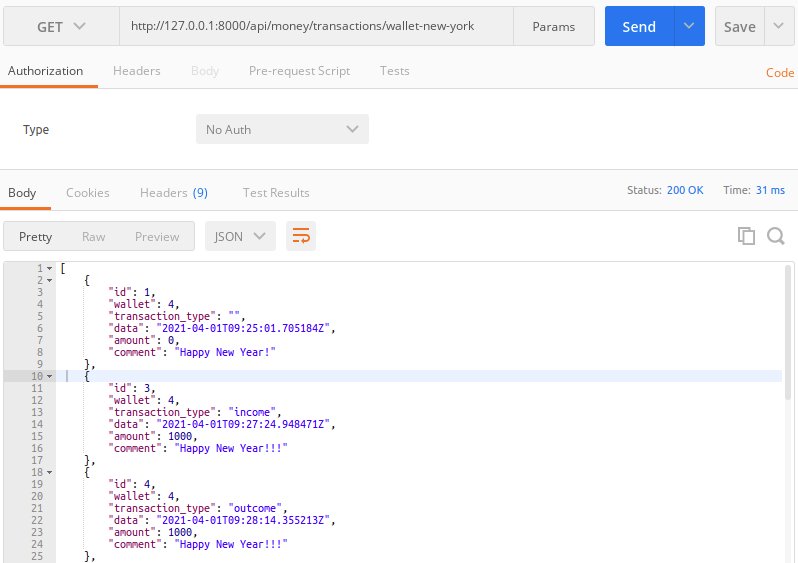 GET http://127.0.0.1:8000/api/money/transactions/wallet-new-york Params Send Save
Authorization Headers Body Pre-request Script Tests Code
Type No Auth
Body Cookies Headers (9) Test Results Status: 200 OK Time: 31 ms
Pretty Raw Preview JSON
1 [
2 {
3 "id": 1,
4 "wallet": 4,
5 "transaction_type": "",
6 "data": "2021-04-01T09:25:01.705184Z",
7 "amount": 0,
8 "comment": "Happy New Year!"
9 },
10 {
11 "id": 3,
12 "wallet": 4,
13 "transaction_type": "income",
14 "data": "2021-04-01T09:27:24.948471Z",
15 "amount": 1000,
16 "comment": "Happy New Year!!!"
17 },
18 {
19 "id": 4,
20 "wallet": 4,
21 "transaction_type": "outcome",
22 "data": "2021-04-01T09:28:14.355213Z",
23 "amount": 1000,
24 "comment": "Happy New Year!!!"
25 },